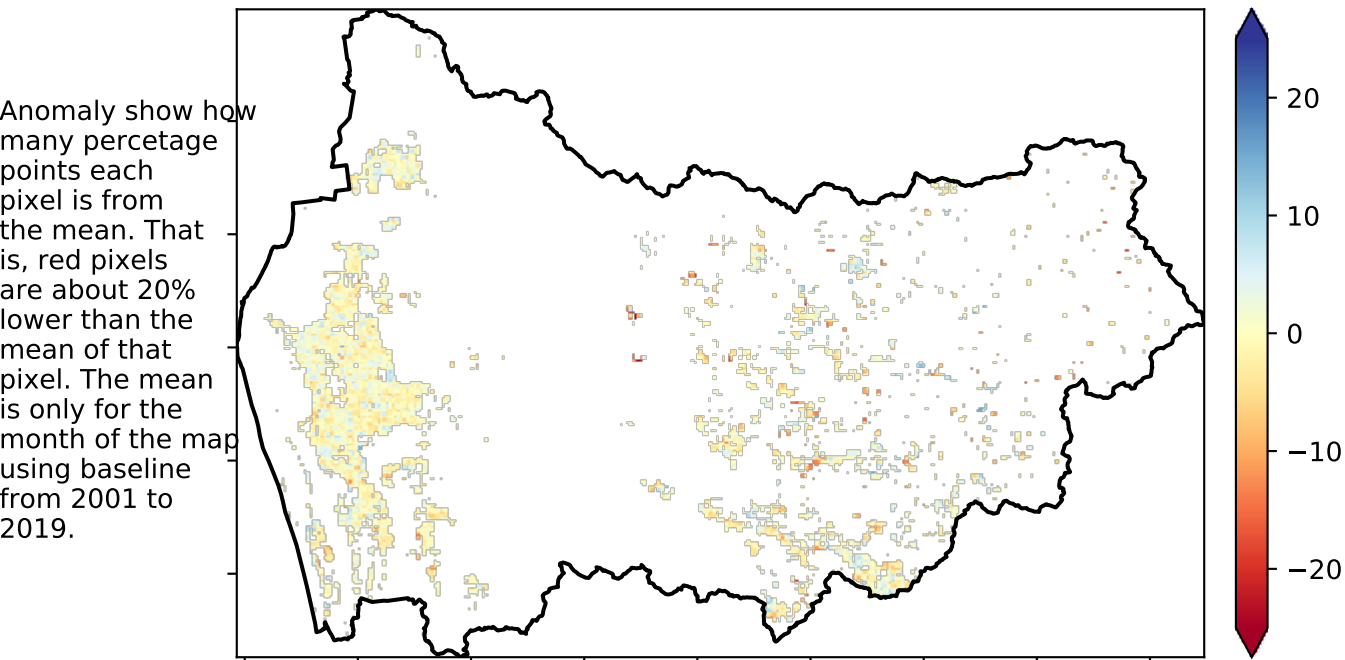 Anomaly show how
many percetage
points each
pixel is from
the mean. That
is, red pixels
are about 20%
lower than the
mean of that
pixel. The mean
is only for the
month of the map
using baseline
from 2001 to
2019.
20
10
0
−10
−20